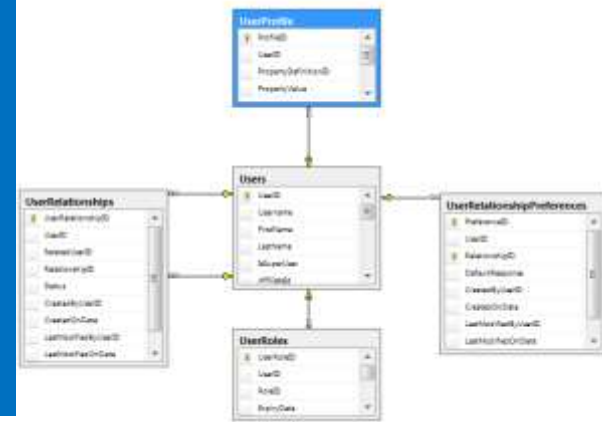 UserProfile
ProfileID
UserID
PropertyDefinitionID
PropertyValue
Users
UserID
Username
FirstName
LastName
IsSuperUser
AffiliateId
UserRelationships
UserRelationshipID
UserID
RelatedUserID
RelationshipID
Status
CreatedByUserID
CreatedOnDate
LastModifiedByUserID
LastModifiedOnDate
UserRelationshipPreferences
PreferenceID
UserID
RelationshipID
DefaultResponse
CreatedByUserID
CreatedOnDate
LastModifiedByUserID
LastModifiedOnDate
UserRoles
UserRoleID
UserID
RoleID
ExpiryDate